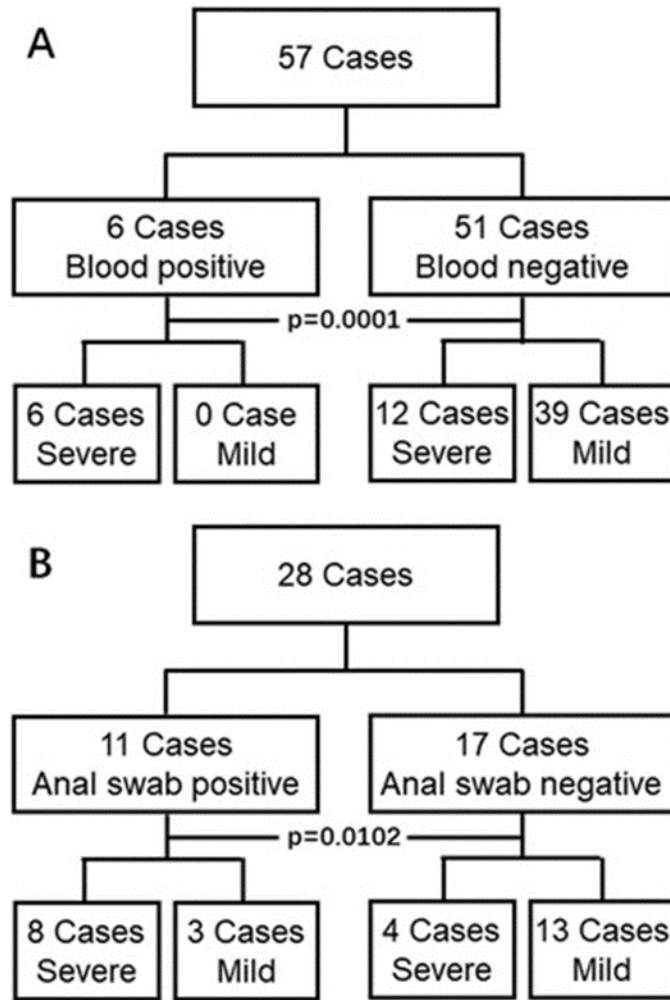 A
57 Cases
6 Cases
Blood positive
51 Cases
Blood negative
p=0.0001
6 Cases
Severe
0 Case
Mild
12 Cases
Severe
39 Cases
Mild
B
28 Cases
11 Cases
Anal swab positive
17 Cases
Anal swab negative
p=0.0102
8 Cases
Severe
3 Cases
Mild
4 Cases
Severe
13 Cases
Mild